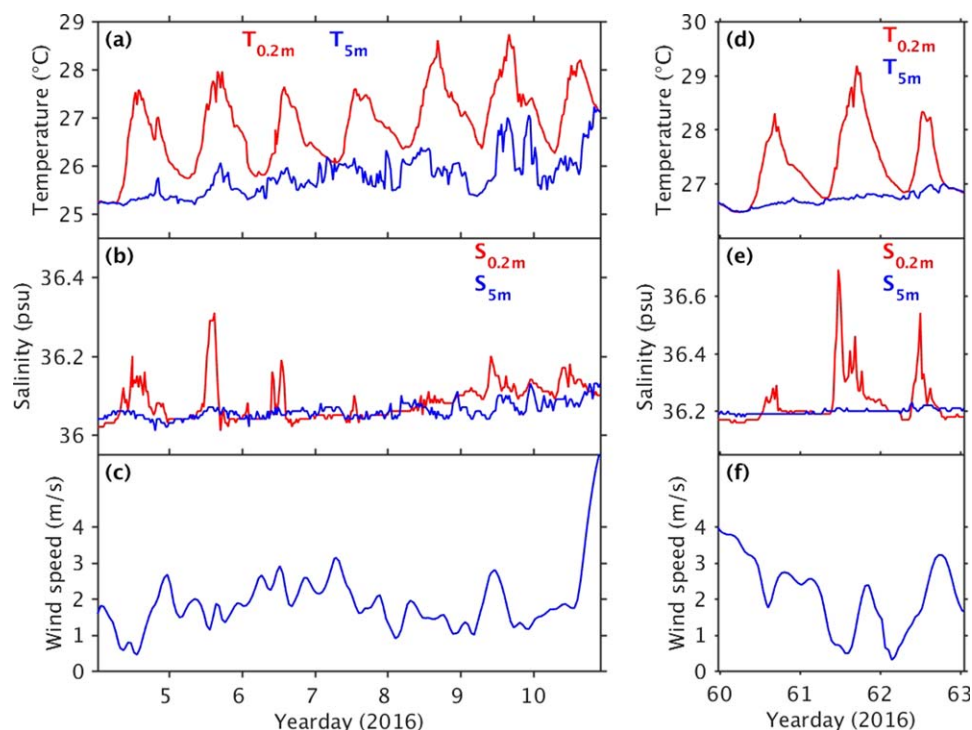 (a)
T0.2m T5m
29
28
27
26
25
Temperature (°C)
(b)
S0.2m
S5m
36.4
36.2
36
Salinity (psu)
(c)
4
3
2
1
0
Wind speed (m/s)
5 6 7 8 9 10
Yearday (2016)
(d)
T0.2m
T5m
30
29
28
27
Temperature (°C)
(e)
S0.2m
S5m
36.6
36.4
36.2
Salinity (psu)
(f)
4
3
2
1
0
Wind speed (m/s)
60 61 62 63
Yearday (2016)